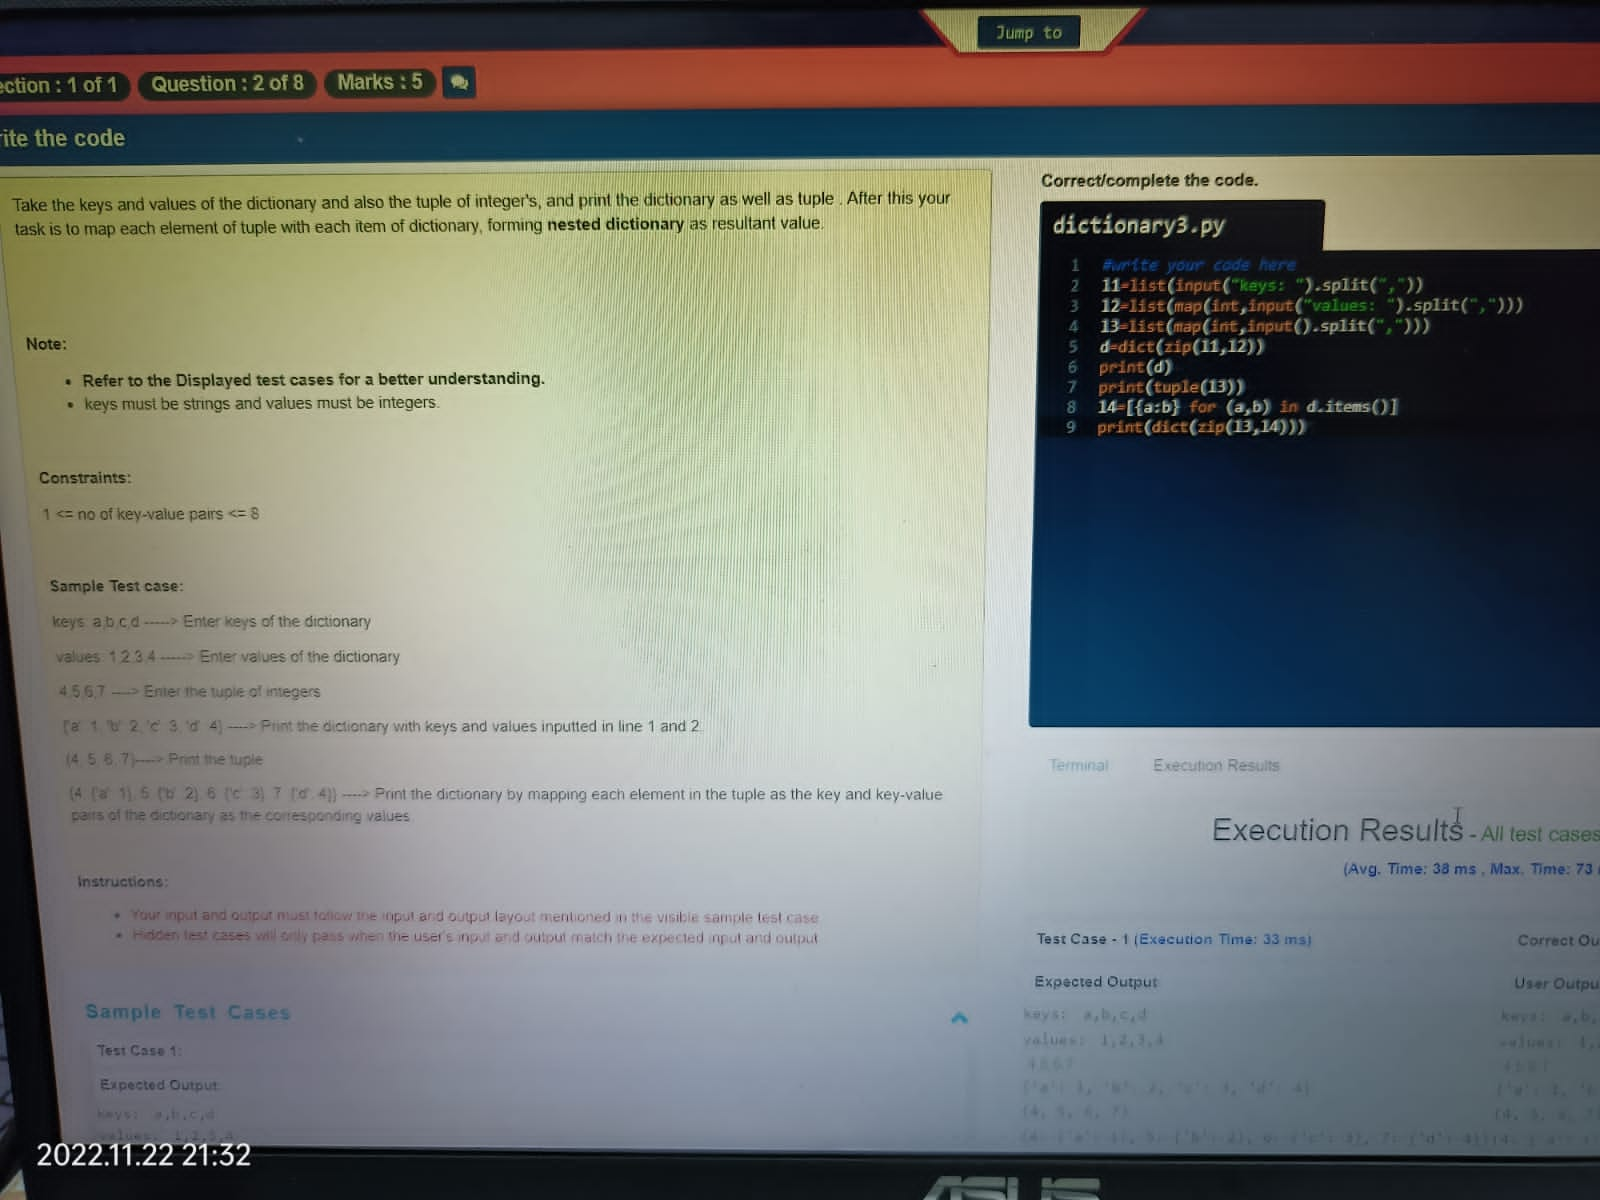 Jump to
ection : 1 of 1 Question : 2 of 8 Marks : 5
rite the code
Take the keys and values of the dictionary and also the tuple of integer's, and print the dictionary as well as tuple . After this your
task is to map each element of tuple with each item of dictionary, forming nested dictionary as resultant value.
Note:
• Refer to the Displayed test cases for a better understanding.
• keys must be strings and values must be integers.
Constraints:
1 <= no of key-value pairs <= 8
Sample Test case:
keys: a,b,c,d -----> Enter keys of the dictionary
values: 1,2,3,4 -----> Enter values of the dictionary
4,5,6,7 ----> Enter the tuple of integers
{'a': 1, 'b': 2, 'c': 3, 'd': 4} ----> Print the dictionary with keys and values inputted in line 1 and 2.
(4, 5, 6, 7)----> Print the tuple
{4: {'a': 1}, 5: {'b': 2}, 6: {'c': 3}, 7: {'d': 4}} ----> Print the dictionary by mapping each element in the tuple as the key and key-value
pairs of the dictionary as the corresponding values.
Instructions:
• Your input and output must follow the input and output layout mentioned in the visible sample test case.
• Hidden test cases will only pass when the user's input and output match the expected input and output.
Sample Test Cases
Test Case 1:
Expected Output:
keys: a,b,c,d
values: 1,2,3,4
Correct/complete the code.
dictionary3.py
1 #write your code here
2 l1=list(input("keys: ").split(","))
3 l2=list(map(int,input("values: ").split(",")))
4 l3=list(map(int,input().split(",")))
5 d=dict(zip(l1,l2))
6 print(d)
7 print(tuple(l3))
8 l4=[{a:b} for (a,b) in d.items()]
9 print(dict(zip(l3,l4)))
Terminal Execution Results
Execution Results - All test cases
(Avg. Time: 38 ms , Max. Time: 73
Test Case - 1 (Execution Time: 33 ms) Correct Ou
Expected Output User Outpu
keys: a,b,c,d keys: a,b,
values: 1,2,3,4 values: 1,
4,5,6,7
{'a': 1, 'b': 2, 'c': 3, 'd': 4}
(4, 5, 6, 7)
{4: {'a': 1}, 5: {'b': 2}, 6: {'c': 3}, 7: {'d': 4}}
2022.11.22 21:32
ASUS